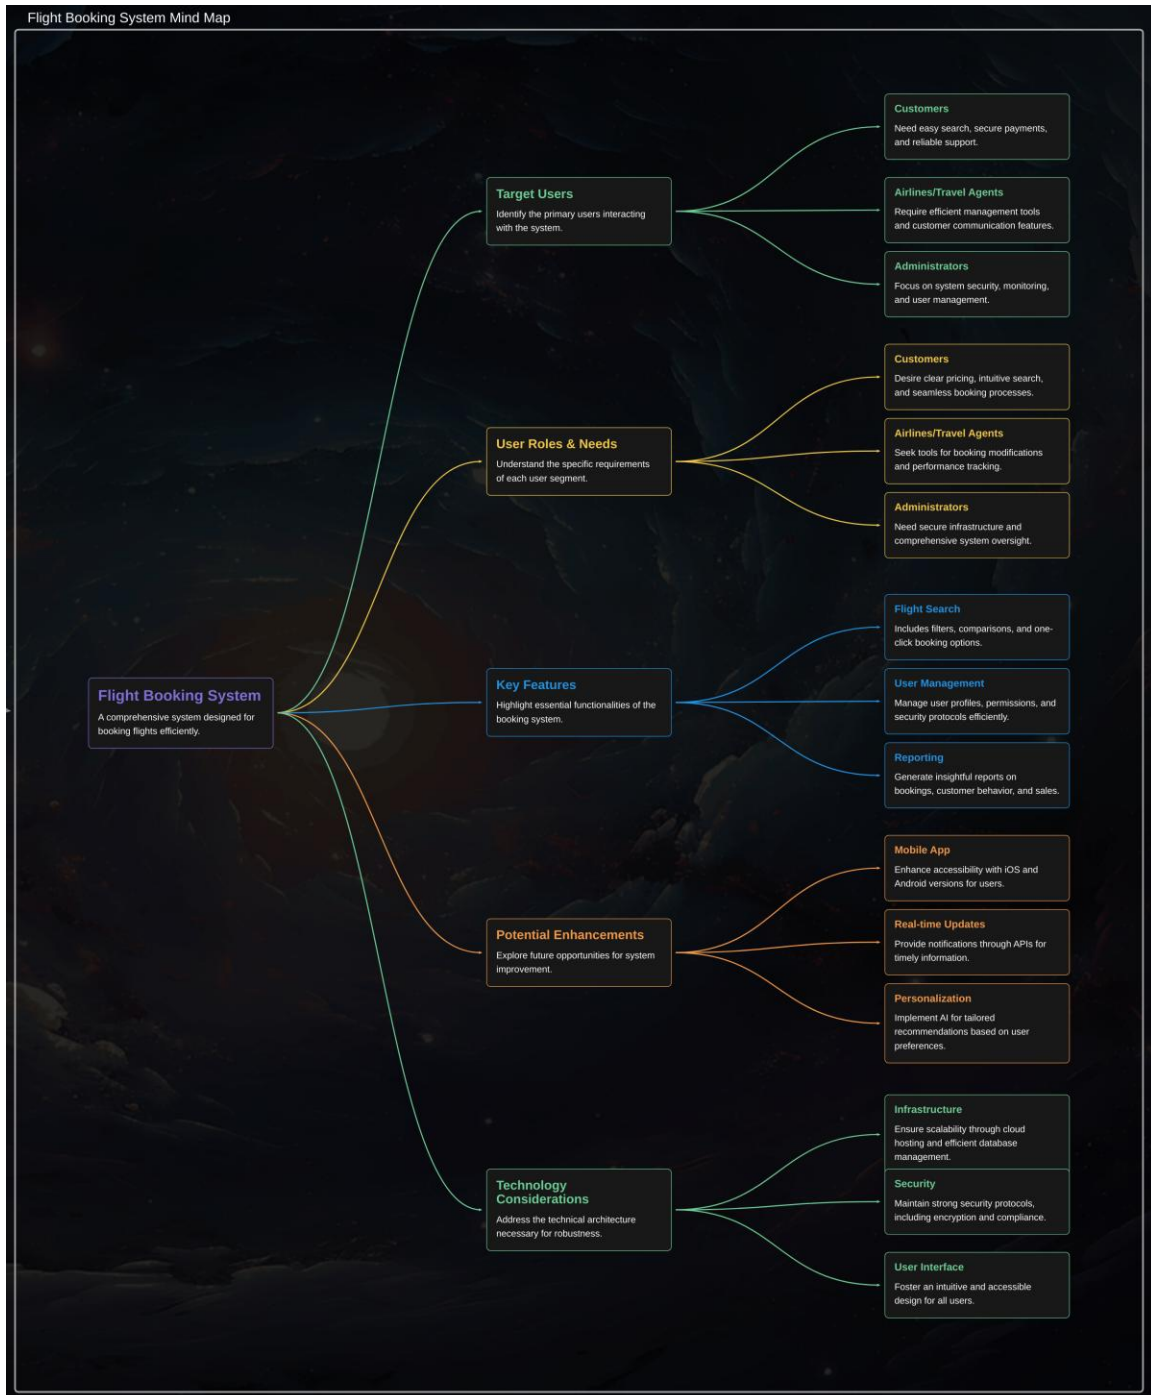 Flight Booking System Mind Map
Flight Booking System
A comprehensive system designed for
booking flights efficiently.
Target Users
Identify the primary users interacting
with the system.
Customers
Need easy search, secure payments,
and reliable support.
Airlines/Travel Agents
Require efficient management tools
and customer communication features.
Administrators
Focus on system security, monitoring,
and user management.
User Roles & Needs
Understand the specific requirements
of each user segment.
Customers
Desire clear pricing, intuitive search,
and seamless booking processes.
Airlines/Travel Agents
Seek tools for booking modifications
and performance tracking.
Administrators
Need secure infrastructure and
comprehensive system oversight.
Key Features
Highlight essential functionalities of the
booking system.
Flight Search
Includes filters, comparisons, and one-
click booking options.
User Management
Manage user profiles, permissions, and
security protocols efficiently.
Reporting
Generate insightful reports on
bookings, customer behavior, and sales.
Potential Enhancements
Explore future opportunities for system
improvement.
Mobile App
Enhance accessibility with iOS and
Android versions for users.
Real-time Updates
Provide notifications through APIs for
timely information.
Personalization
Implement AI for tailored
recommendations based on user
preferences.
Technology
Considerations
Address the technical architecture
necessary for robustness.
Infrastructure
Ensure scalability through cloud
hosting and efficient database
management.
Security
Maintain strong security protocols,
including encryption and compliance.
User Interface
Foster an intuitive and accessible
design for all users.